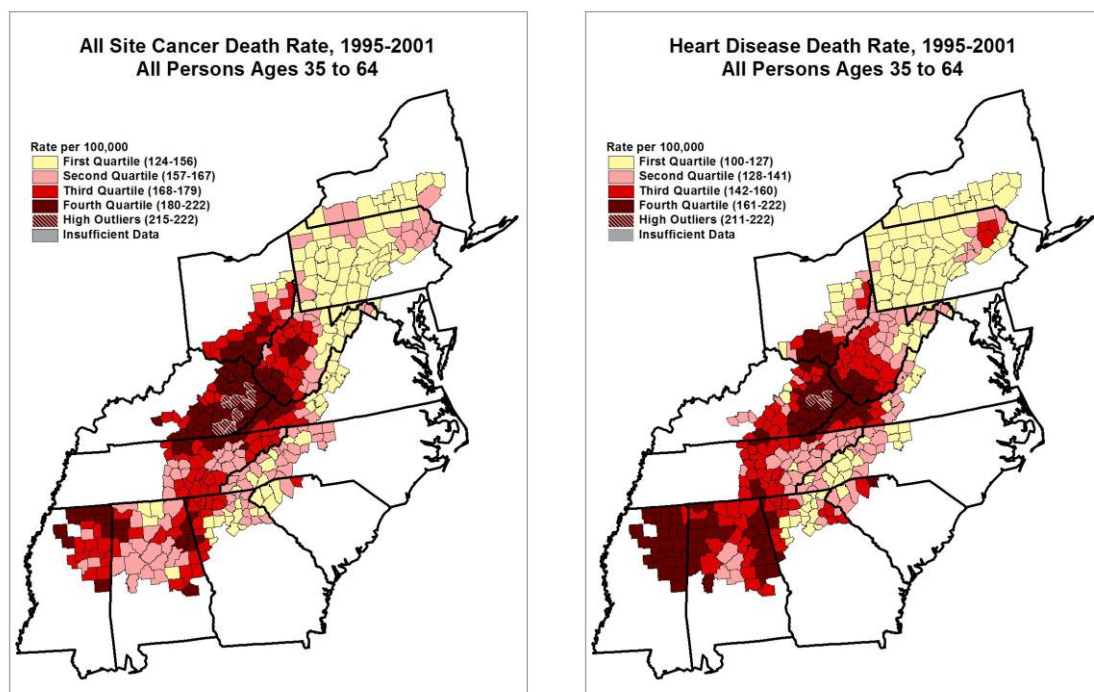 All Site Cancer Death Rate, 1995-2001
All Persons Ages 35 to 64
Rate per 100,000
First Quartile (124-156)
Second Quartile (157-167)
Third Quartile (168-179)
Fourth Quartile (180-222)
High Outliers (215-222)
Insufficient Data
Heart Disease Death Rate, 1995-2001
All Persons Ages 35 to 64
Rate per 100,000
First Quartile (100-127)
Second Quartile (128-141)
Third Quartile (142-160)
Fourth Quartile (161-222)
High Outliers (211-222)
Insufficient Data